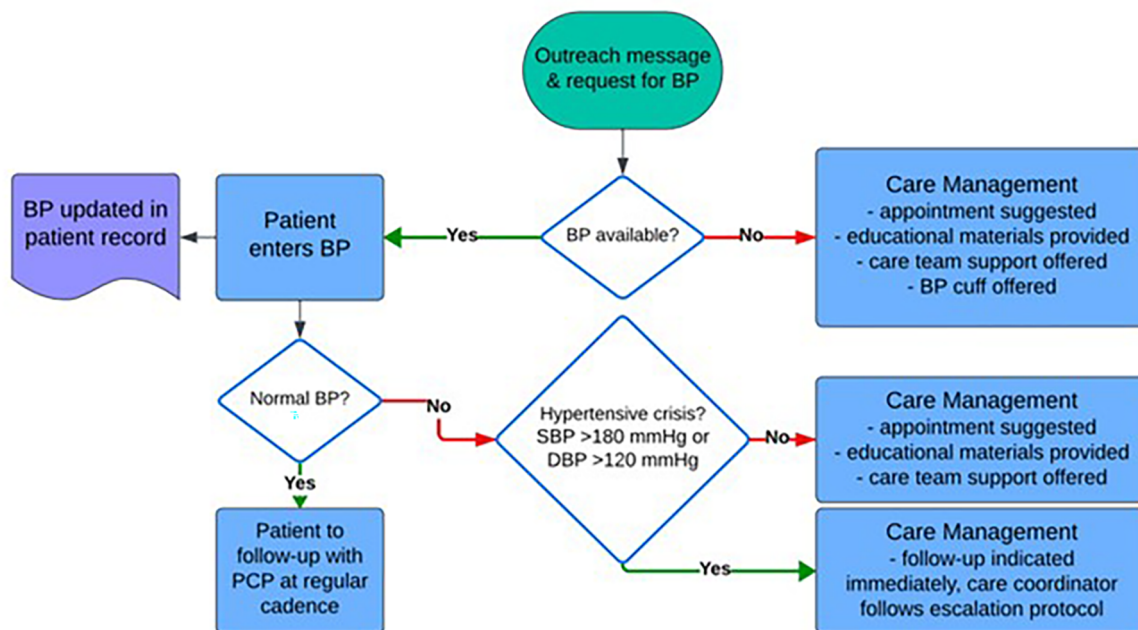 Outreach message
& request for BP
BP updated in
patient record
Patient
enters BP
Yes
BP available?
No
Care Management
- appointment suggested
- educational materials provided
- care team support offered
- BP cuff offered
Normal BP?
No
Hypertensive crisis?
SBP >180 mmHg or
DBP >120 mmHg
No
Care Management
- appointment suggested
- educational materials provided
- care team support offered
Yes
Patient to
follow-up with
PCP at regular
cadence
Yes
Care Management
- follow-up indicated
immediately, care coordinator
follows escalation protocol